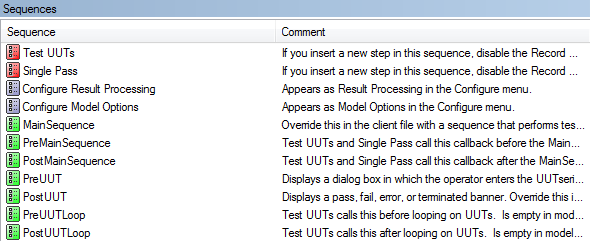 Sequences
Sequence Comment
Test UUTs If you insert a new step in this sequence, disable the Record ...
Single Pass If you insert a new step in this sequence, disable the Record ...
Configure Result Processing Appears as Result Processing in the Configure menu.
Configure Model Options Appears as Model Options in the Configure menu.
MainSequence Override this in the client file with a sequence that performs tes...
PreMainSequence Test UUTs and Single Pass call this callback before the Main...
PostMainSequence Test UUTs and Single Pass call this callback after the MainSe...
PreUUT Displays a dialog box in which the operator enters the UUTseri...
PostUUT Displays a pass, fail, error, or terminated banner. Override this i...
PreUUTLoop Test UUTs calls this before looping on UUTs.  Is empty in mod...
PostUUTLoop Test UUTs calls this after looping on UUTs.  Is empty in model...